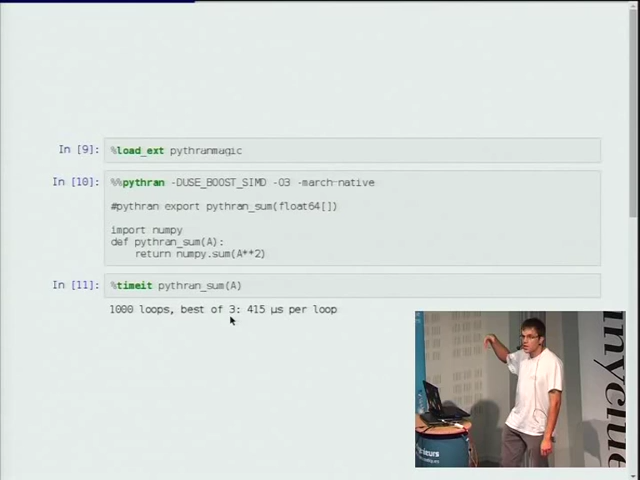 In [9]: %load_ext pythranmagic
In [10]: %%pythran -DUSE_BOOST_SIMD -O3 -march=native
#pythran export pythran_sum(float64[])
import numpy
def pythran_sum(A):
    return numpy.sum(A**2)
In [11]: %timeit pythran_sum(A)
1000 loops, best of 3: 415 µs per loop